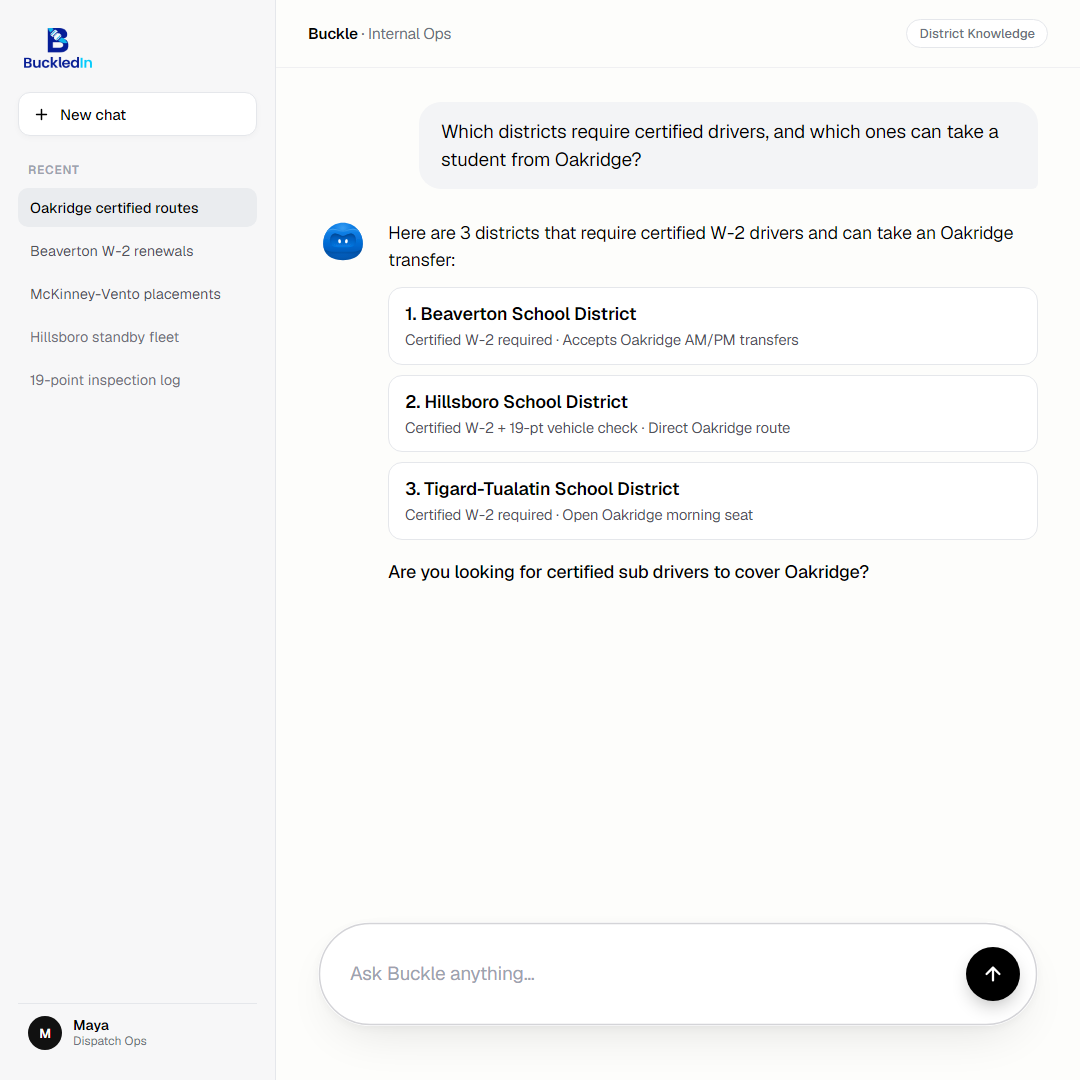 B
BuckledIn
+ New chat
RECENT
Oakridge certified routes
Beaverton W-2 renewals
McKinney-Vento placements
Hillsboro standby fleet
19-point inspection log
M
Maya
Dispatch Ops
Buckle · Internal Ops
District Knowledge
Which districts require certified drivers, and which ones can take a
student from Oakridge?
Here are 3 districts that require certified W-2 drivers and can take an Oakridge
transfer:
1. Beaverton School District
Certified W-2 required · Accepts Oakridge AM/PM transfers
2. Hillsboro School District
Certified W-2 + 19-pt vehicle check · Direct Oakridge route
3. Tigard-Tualatin School District
Certified W-2 required · Open Oakridge morning seat
Are you looking for certified sub drivers to cover Oakridge?
Ask Buckle anything...